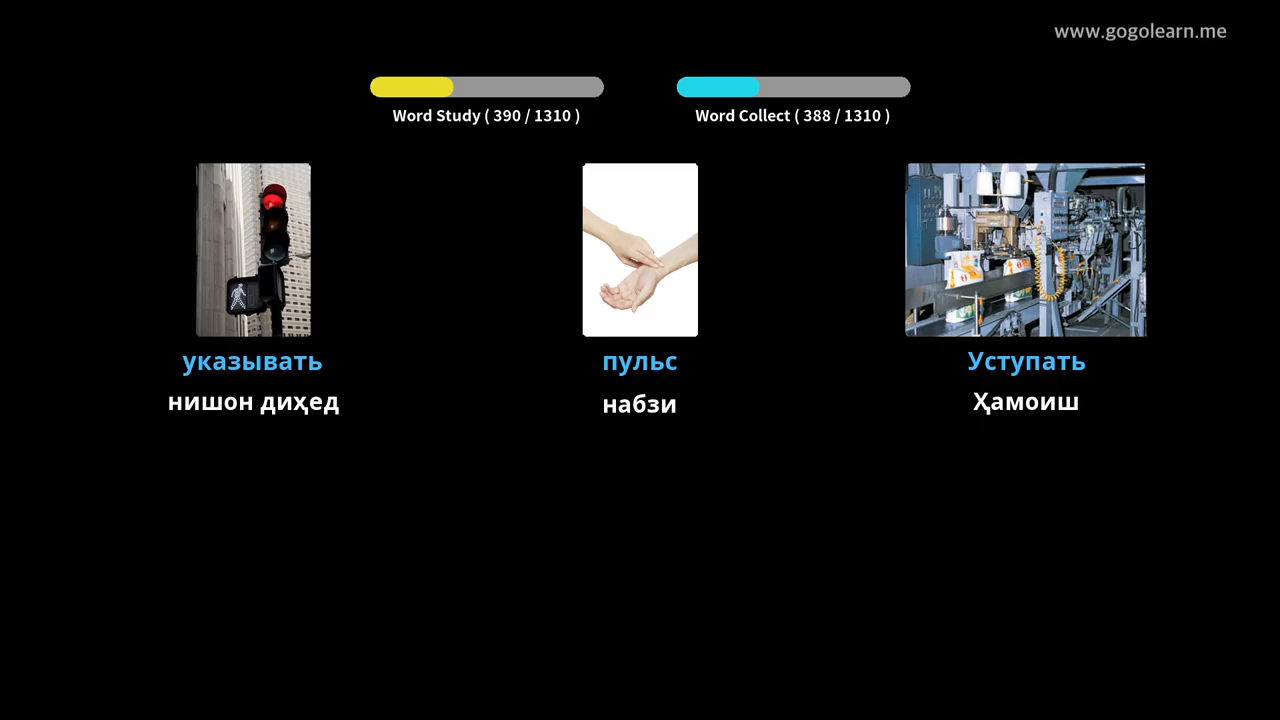 www.gogolearn.me
Word Study ( 390 / 1310 )
Word Collect ( 388 / 1310 )
указывать
пульс
Уступать
нишон диҳед
набзи
Ҳамоиш